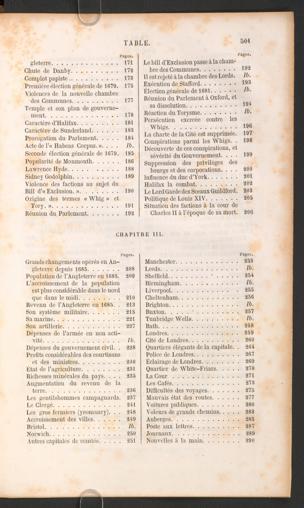 TABLE. 501
Pages.
gleterre. 171
Chute de Danby. 172
Complot papiste. 173
Première élection générale de 1679. 175
Violences de la nouvelle chambre
des Communes. 177
Temple et son plan de gouverne-
ment. 178
Caractère d'Halifax. 181
Caractère de Sunderland. 183
Prorogation du Parlement. 184
Acte de l'« Habeas Corpus. ». Ib.
Seconde élection générale de 1679. 185
Popularité de Monmouth. 186
Lawrence Hyde. 188
Sidney Godolphin. 189
Violence des factions au sujet du
Bill d'« Exclusion. ». 190
Origine des termes « Whig » et
Tory. ». 191
Réunion du Parlement. 192
Pages.
Le bill d'Exclusion passe à la cham-
bre des Communes. 192
Il est rejeté à la chambre des Lords. Ib.
Exécution de Stafford. 193
Élection générale de 1681. Ib.
Réunion du Parlement à Oxford, et
sa dissolution. 194
Réaction du Torysme. Ib.
Persécution exercée contre les
Whigs. 196
La charte de la Cité est supprimée. 197
Conspirations parmi les Whigs. 198
Découverte de ces conspirations, et
sévérité du Gouvernement. 199
Suppression des priviléges des
bourgs et des corporations. 200
Influence du duc d'York. 201
Halifax la combat. 202
Le Lord Garde des Sceaux Guildford. 203
Politique de Louis XIV. 205
Situation des factions à la cour de
Charles II à l'époque de sa mort. 206
CHAPITRE III.
Pages.
Grands changements opérés en An-
gleterre depuis 1685. 208
Population de l'Angleterre en 1685. 209
L'accroissement de la population
est plus considérable dans le nord
que dans le midi. 210
Revenu de l'Angleterre en 1685. 213
Son système militaire. 215
Sa marine. 221
Son artillerie. 227
Dépenses de l'armée en non acti-
vité. Ib.
Dépenses du gouvernement civil. 228
Profits considérables des courtisans
et des ministres. 230
État de l'agriculture. 231
Richesses minérales du pays. 235
Augmentation du revenu de la
terre. 236
Les gentilshommes campagnards. 237
Le Clergé. 241
Les gros fermiers (yeomanry). 248
Accroissement des villes. 249
Bristol. Ib.
Norwich. 250
Autres capitales de comtés. 251
Pages.
Manchester. 253
Leeds. Ib.
Sheffield. 254
Birmingham. Ib.
Liverpool. 255
Cheltenham. 256
Brighton. Ib.
Buxton. 257
Tunbridge Wells. Ib.
Bath. 258
Londres. 259
Cité de Londres. 260
Quartiers élégants de la capitale. 264
Police de Londres. 267
Éclairage de Londres. 269
Quartier de White-Friars. 270
La Cour. 271
Les Cafés. 273
Difficultés des voyages. 275
Mauvais état des routes. 277
Voitures publiques. 280
Voleurs de grands chemins. 283
Auberges. 285
Poste aux lettres. 287
Journaux. 289
Nouvelles à la main. 290